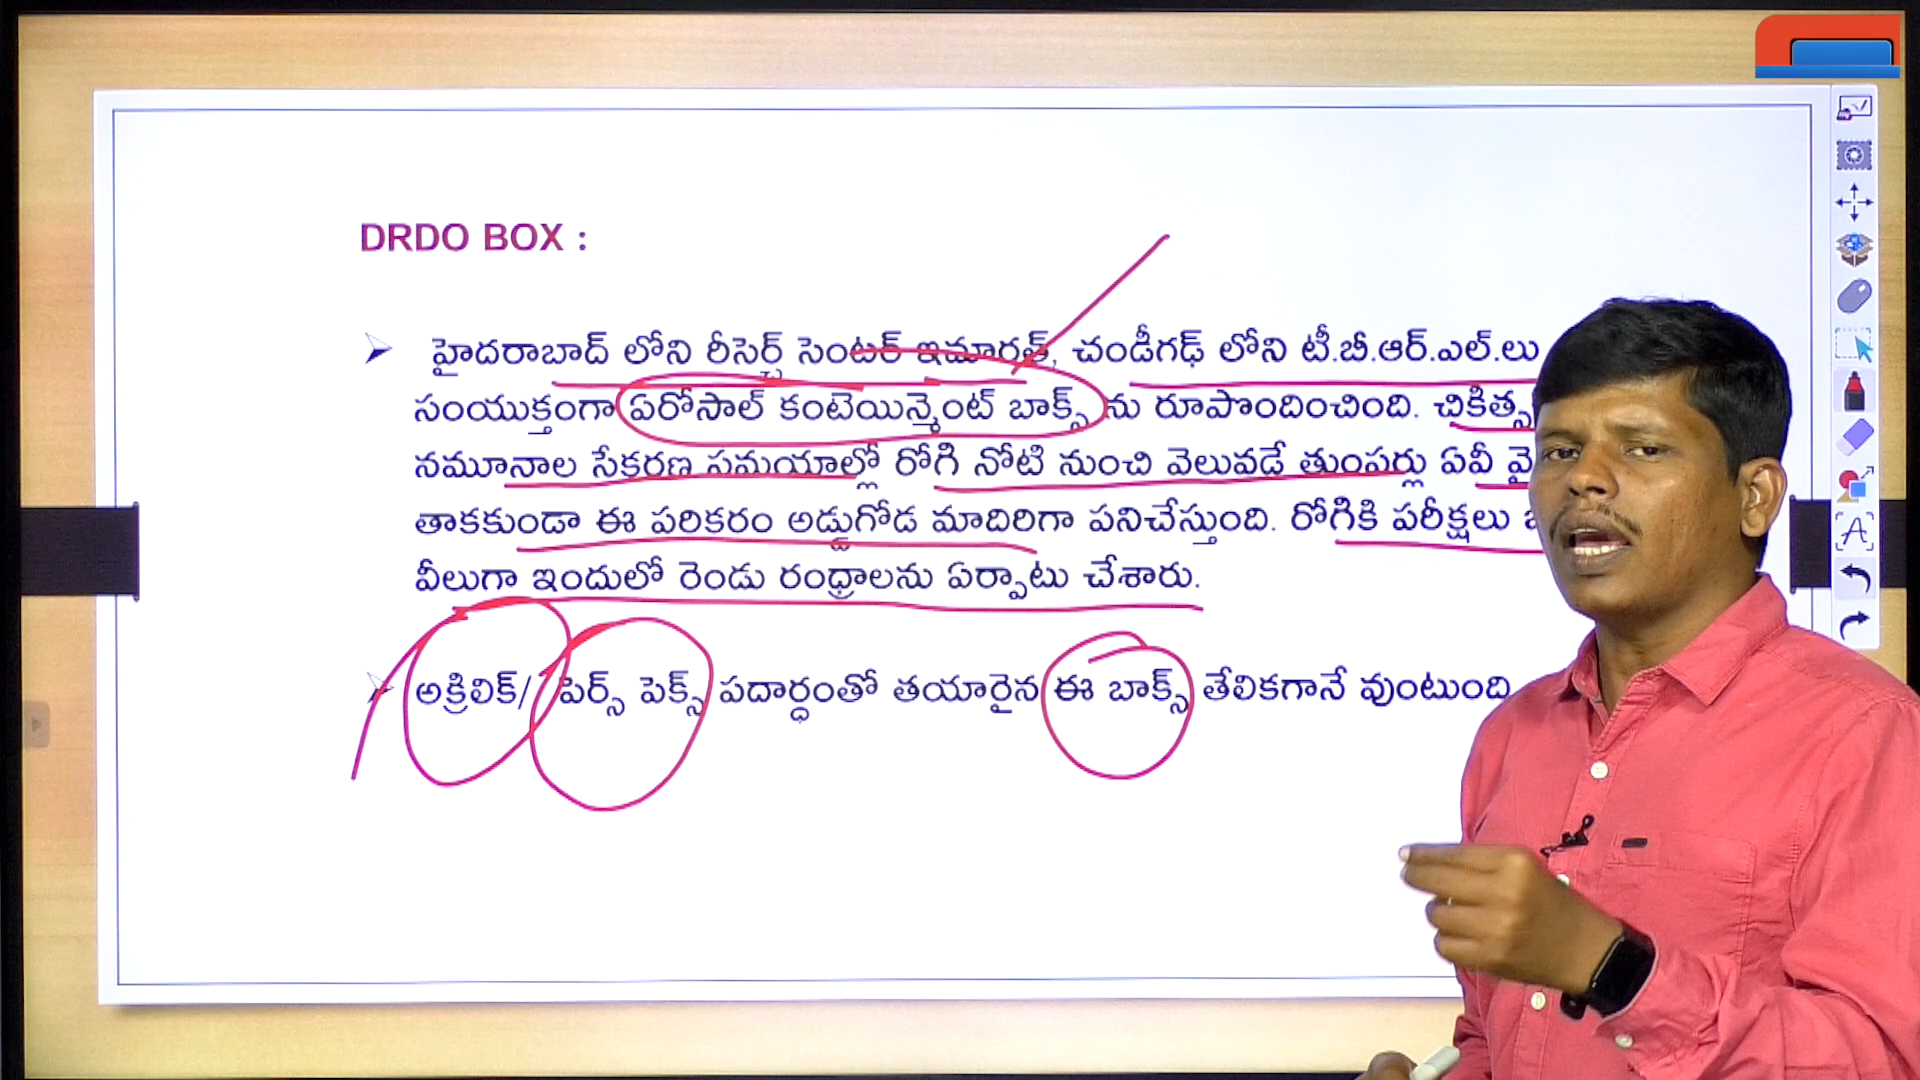 DRDO BOX :
హైదరాబాద్ లోని రీసెర్చ్ సెంటర్ ఇమారత్, చండీగఢ్ లోని టీ.బీ.ఆర్.ఎల్.లు
సంయుక్తంగా ఏరోసాల్ కంటెయిన్మెంట్ బాక్స్ ను రూపొందించింది. చికిత్స
నమూనాల సేకరణ సమయాల్లో రోగి నోటి నుంచి వెలువడే తుంపర్లు ఏవీ వై
తాకకుండా ఈ పరికరం అడ్డుగోడ మాదిరిగా పనిచేస్తుంది. రోగికి పరీక్షలు
వీలుగా ఇందులో రెండు రంధ్రాలను ఏర్పాటు చేశారు.
అక్రిలిక్/ పెర్స్ పెక్స్ పదార్థంతో తయారైన ఈ బాక్స్ తేలికగానే వుంటుంది